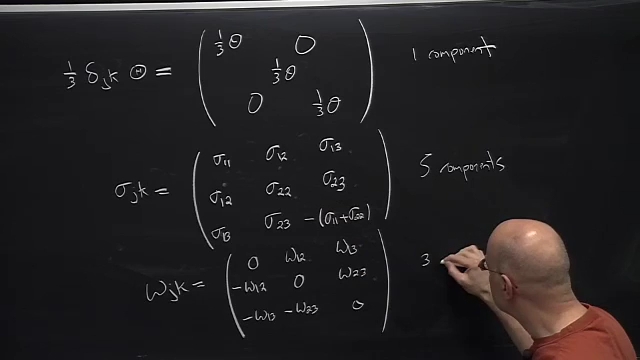 1/3 δjk Θ = ( 1/3 Θ 0 1/3 Θ 0 1/3 Θ ) 1 component
σjk = ( σ11 σ12 σ13
σ12 σ22 σ23
σ13 σ23 -(σ11+σ22) ) 5 components
ωjk = ( 0 ω12 ω13
-ω12 0 ω23
-ω13 -ω23 0 ) 3